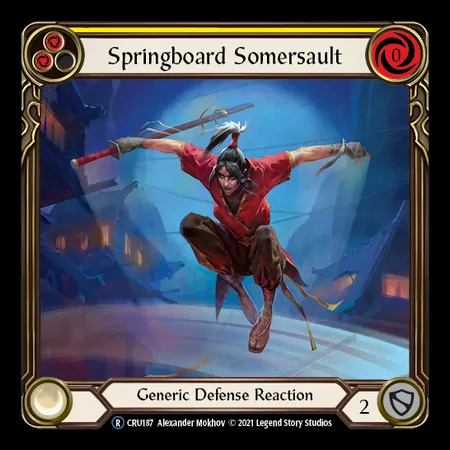 Springboard Somersault
0
Generic Defense Reaction
2
R CRU187 Alexander Mokhov © 2021 Legend Story Studios